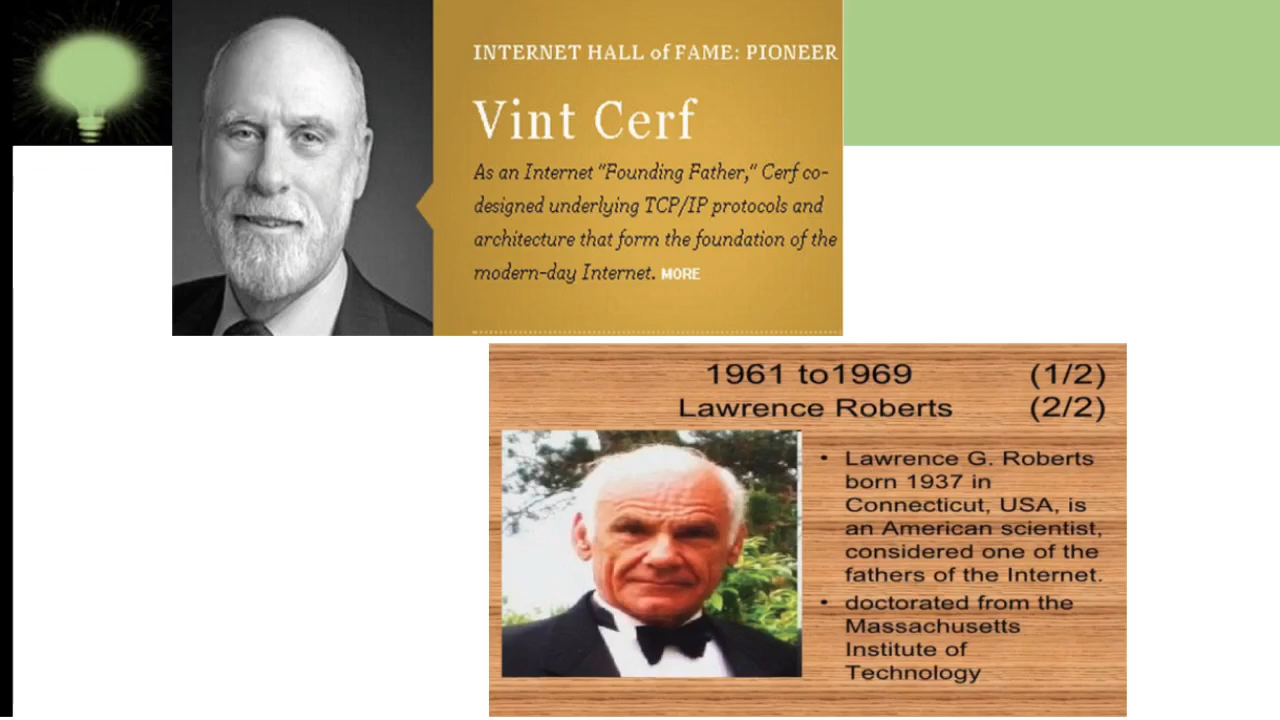 INTERNET HALL of FAME: PIONEER
Vint Cerf
As an Internet "Founding Father," Cerf co-
designed underlying TCP/IP protocols and
architecture that form the foundation of the
modern-day Internet. MORE
1961 to1969 (1/2)
Lawrence Roberts (2/2)
• Lawrence G. Roberts
born 1937 in
Connecticut, USA, is
an American scientist,
considered one of the
fathers of the Internet.
• doctorated from the
Massachusetts
Institute of
Technology